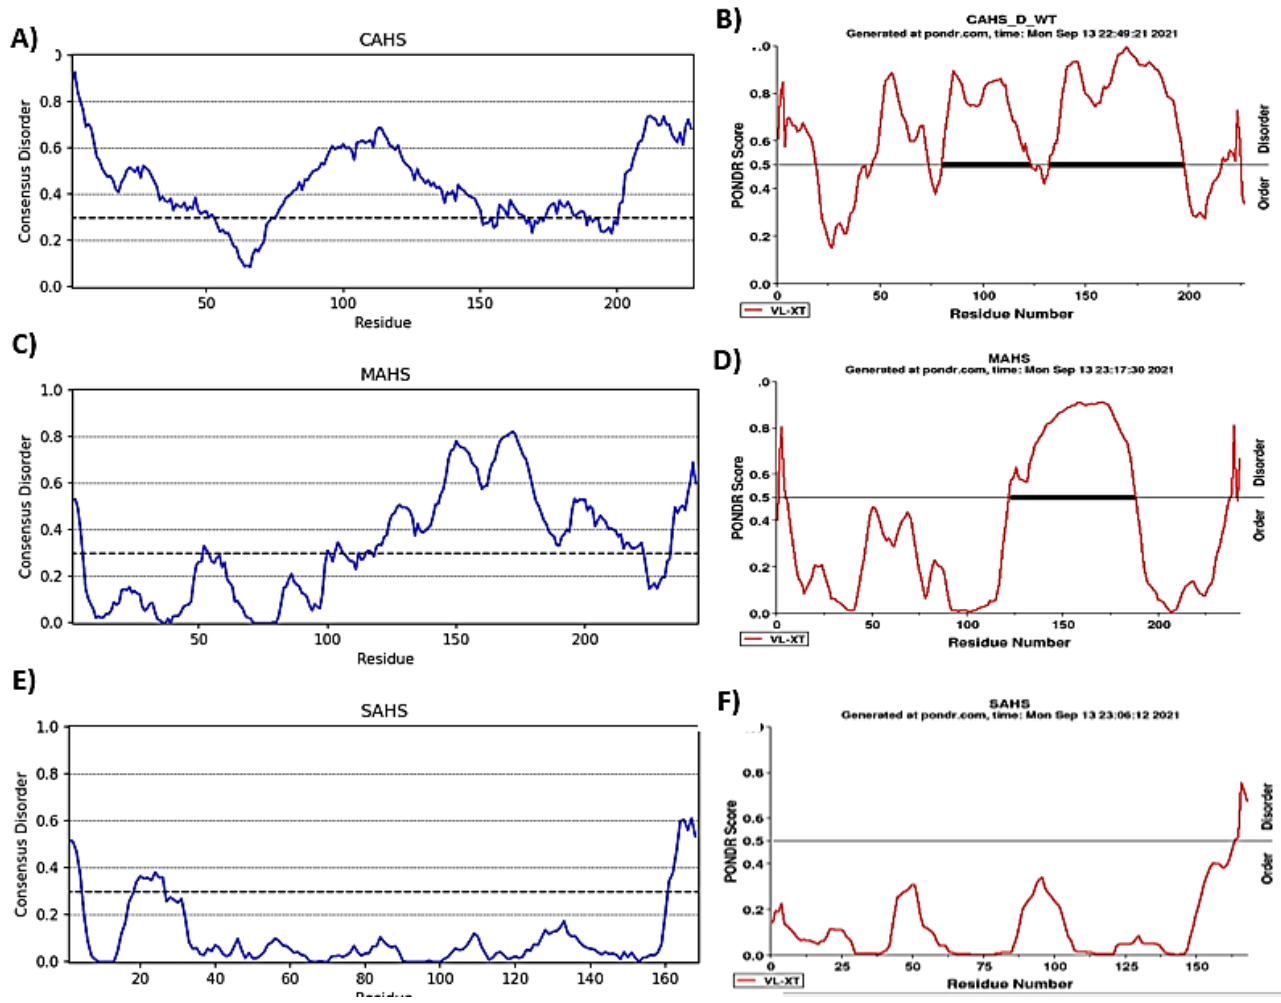 A)
CAHS
Consensus Disorder
0.8
0.6
0.4
0.2
0.0
50 100 150 200
Residue
B)
CAHS_D_WT
Generated at pondr.com, time: Mon Sep 13 22:49:21 2021
PONDR Score
.0
0.8
0.6
0.5
0.4
0.2
0.0
0 50 100 150 200
Disorder
Order
VL-XT
Residue Number
C)
MAHS
Consensus Disorder
1.0
0.8
0.6
0.4
0.2
0.0
50 100 150 200
Residue
D)
MAHS
Generated at pondr.com, time: Mon Sep 13 23:17:30 2021
PONDR Score
.0
0.8
0.6
0.5
0.4
0.2
0.0
0 50 100 150 200
Disorder
Order
VL-XT
Residue Number
E)
SAHS
Consensus Disorder
1.0
0.8
0.6
0.4
0.2
0.0
20 40 60 80 100 120 140 160
Residue
F)
SAHS
Generated at pondr.com, time: Mon Sep 13 23:06:12 2021
PONDR Score
0.8
0.6
0.5
0.4
0.2
0.0
0 25 50 75 100 125 150
Disorder
Order
VL-XT
Residue Number